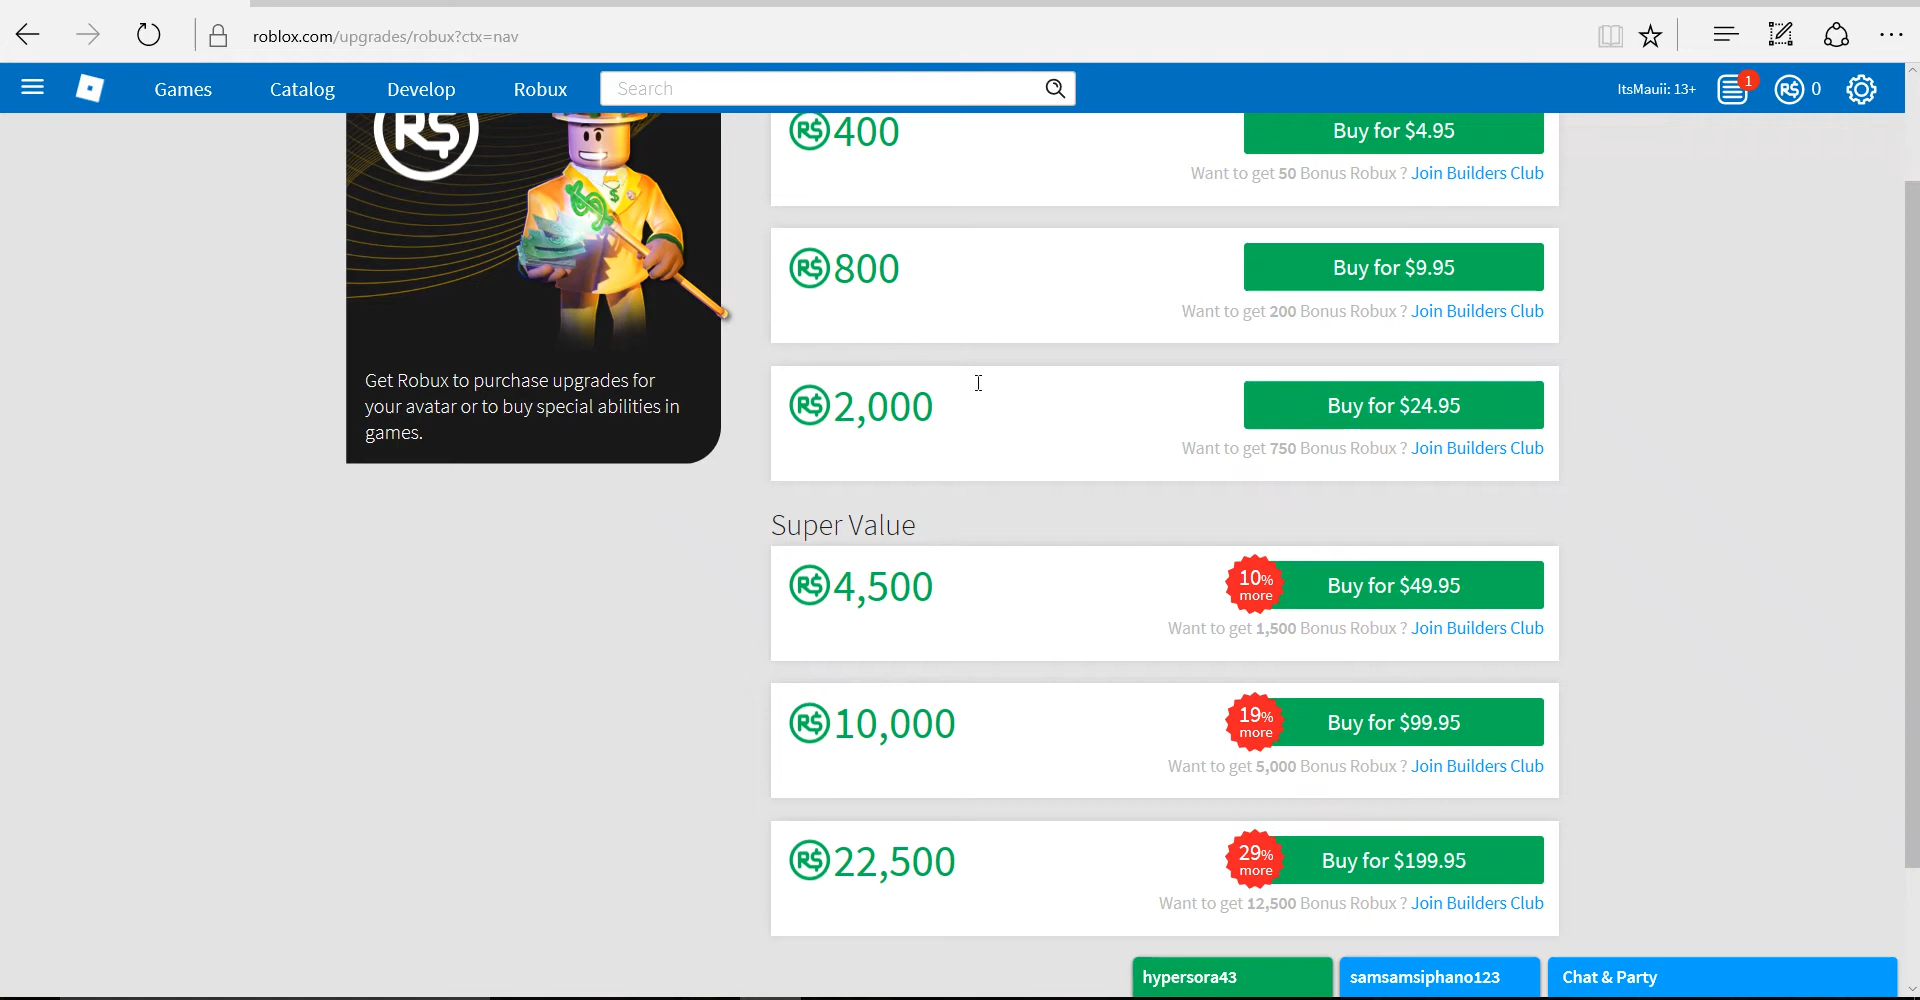 roblox.com/upgrades/robux?ctx=nav
Games
Catalog
Develop
Robux
Search
ItsMauii: 13+
1
R$ 0
R$
R$ 400
Buy for $4.95
Want to get 50 Bonus Robux ? Join Builders Club
R$ 800
Buy for $9.95
Want to get 200 Bonus Robux ? Join Builders Club
Get Robux to purchase upgrades for
your avatar or to buy special abilities in
games.
R$ 2,000
Buy for $24.95
Want to get 750 Bonus Robux ? Join Builders Club
Super Value
R$ 4,500
10%
more
Buy for $49.95
Want to get 1,500 Bonus Robux ? Join Builders Club
R$ 10,000
19%
more
Buy for $99.95
Want to get 5,000 Bonus Robux ? Join Builders Club
R$ 22,500
29%
more
Buy for $199.95
Want to get 12,500 Bonus Robux ? Join Builders Club
hypersora43
samsamsiphano123
Chat & Party